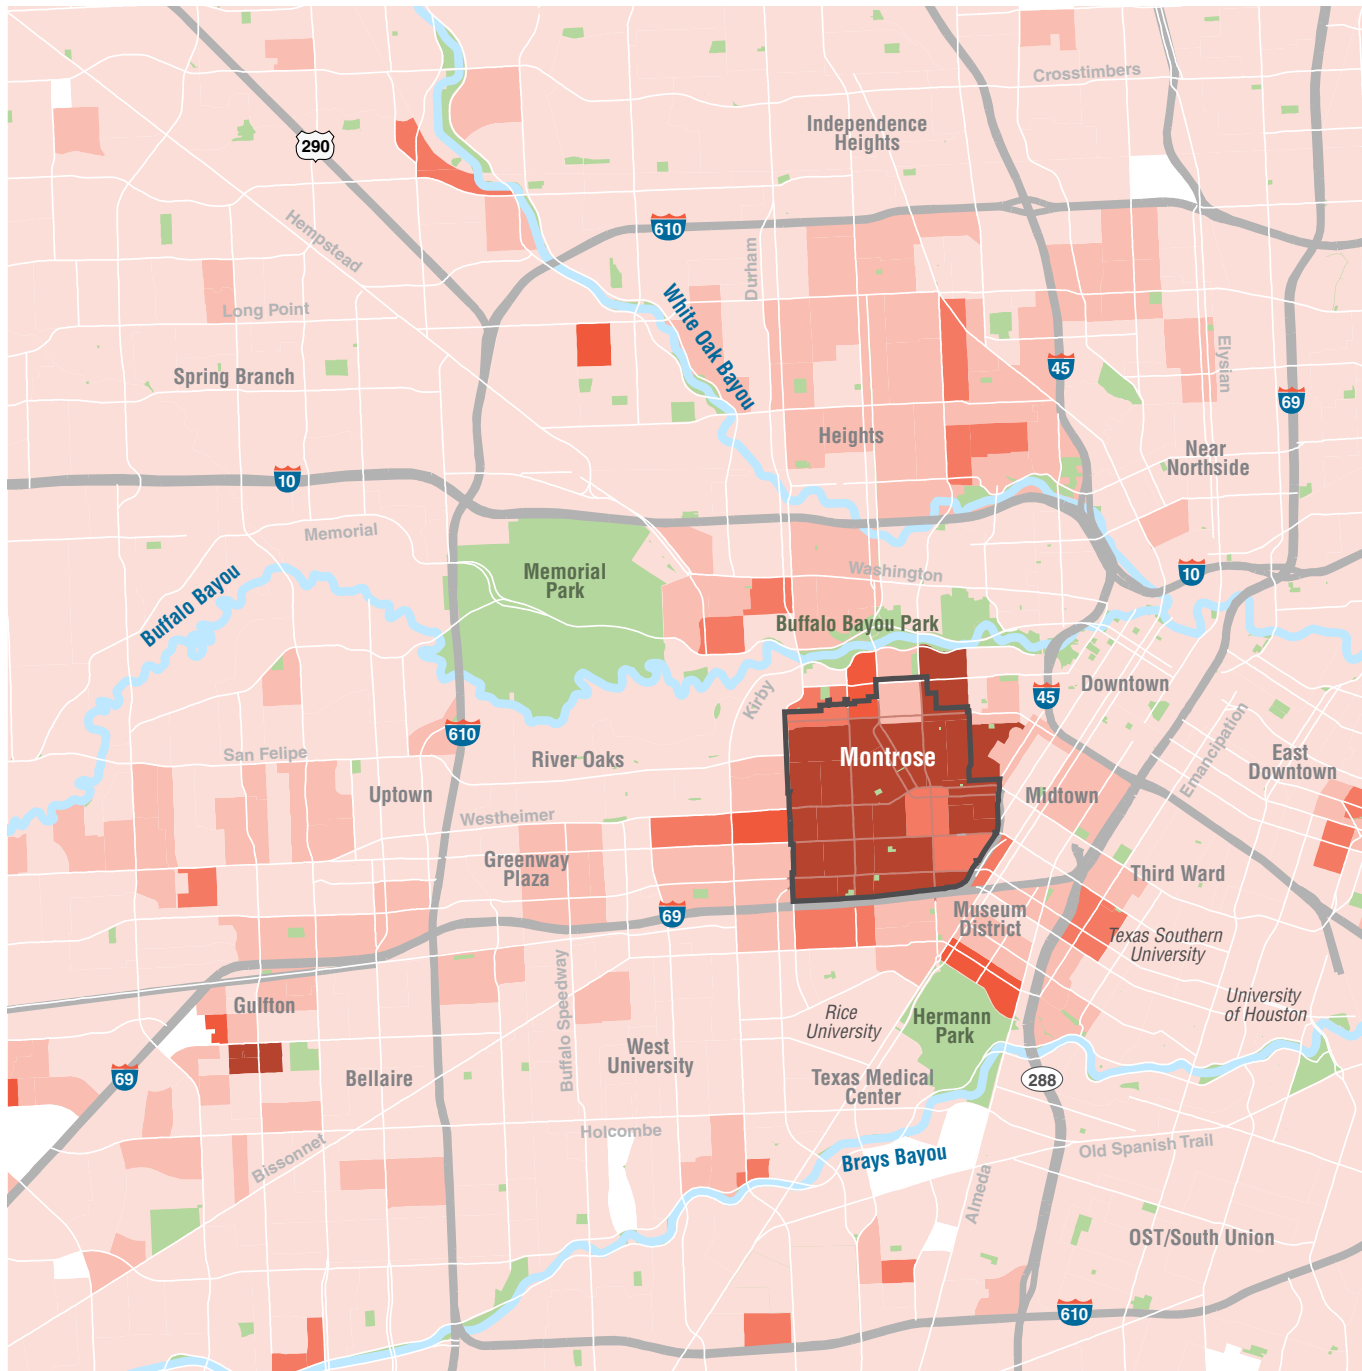 Crosstimbers
Independence
Heights
290
Hempstead
610
Durham
White Oak Bayou
Long Point
Elysian
45
Spring Branch
69
Heights
Near
Northside
10
Memorial
Washington
10
Memorial
Park
Buffalo Bayou
Buffalo Bayou Park
Kirby
45
Downtown
Emancipation
610
San Felipe
River Oaks
Montrose
East
Downtown
Uptown
Midtown
Westheimer
Greenway
Plaza
Third Ward
69
Museum
District
Texas Southern
University
Buffalo Speedway
Gulfton
Rice
University
Hermann
Park
University
of Houston
West
University
69
Bellaire
Texas Medical
Center
288
Holcombe
Bissonnet
Brays Bayou
Old Spanish Trail
Almeda
OST/South Union
610